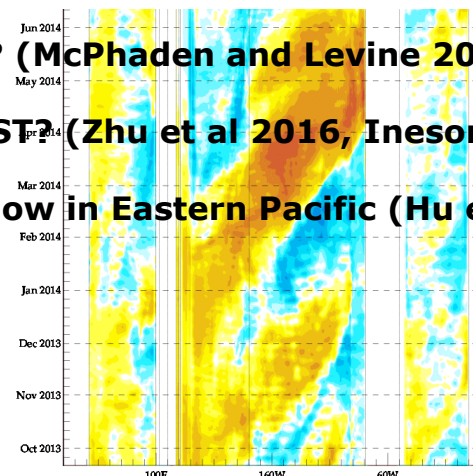 Jun 2014
? (McPhaden and Levine 20
May 2014
ST? (Zhu et al 2016, Ineson
Apr 2014
Mar 2014
ow in Eastern Pacific (Hu e
Feb 2014
Jan 2014
Dec 2013
Nov 2013
Oct 2013
100E 160W 60W